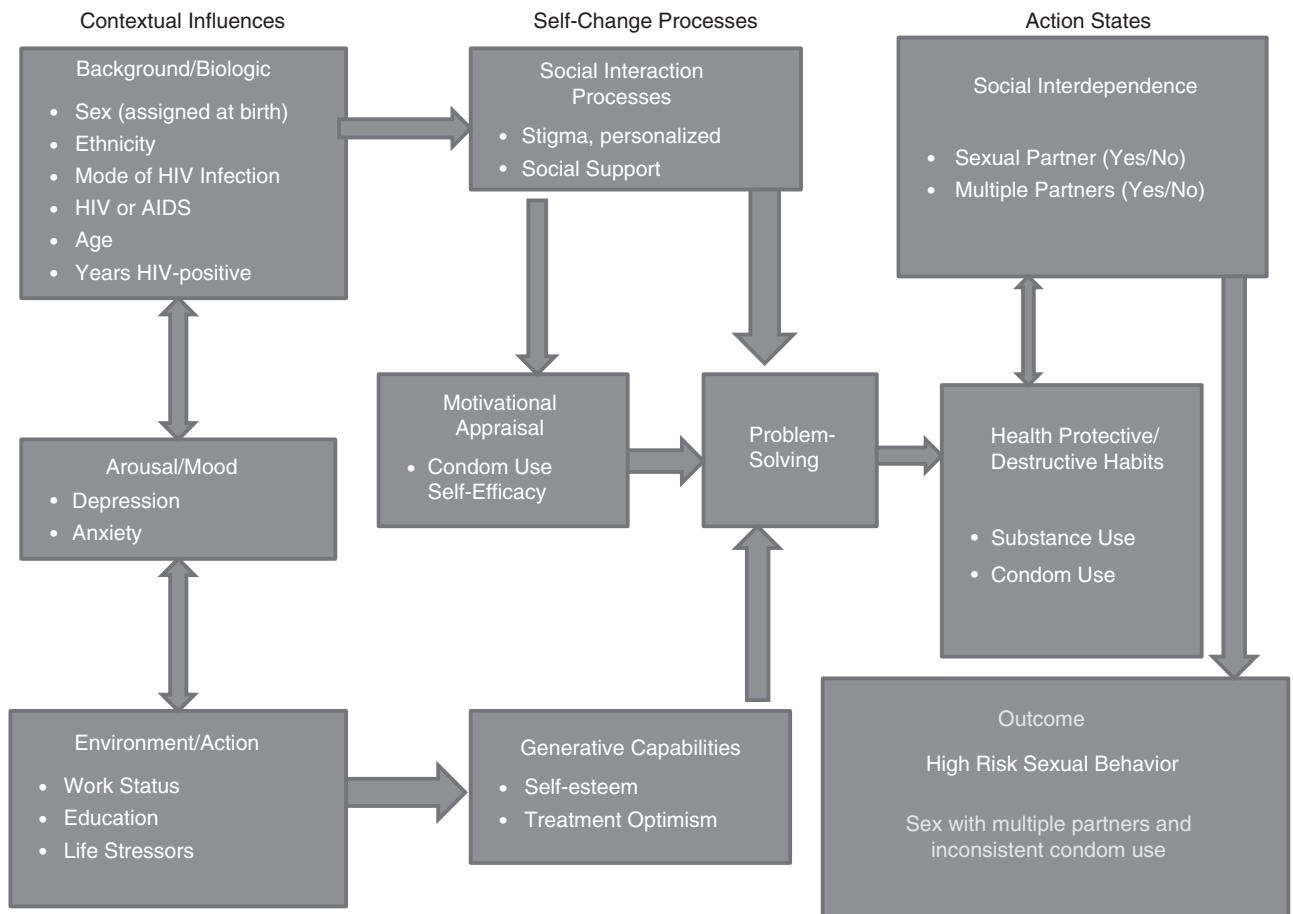 Contextual Influences
Background/Biologic
• Sex (assigned at birth)
• Ethnicity
• Mode of HIV Infection
• HIV or AIDS
• Age
• Years HIV-positive
Arousal/Mood
• Depression
• Anxiety
Environment/Action
• Work Status
• Education
• Life Stressors
Self-Change Processes
Social Interaction
Processes
• Stigma, personalized
• Social Support
Motivational
Appraisal
• Condom Use
Self-Efficacy
Problem-
Solving
Generative Capabilities
• Self-esteem
• Treatment Optimism
Action States
Social Interdependence
• Sexual Partner (Yes/No)
• Multiple Partners (Yes/No)
Health Protective/
Destructive Habits
• Substance Use
• Condom Use
Outcome
High Risk Sexual Behavior
Sex with multiple partners and
inconsistent condom use